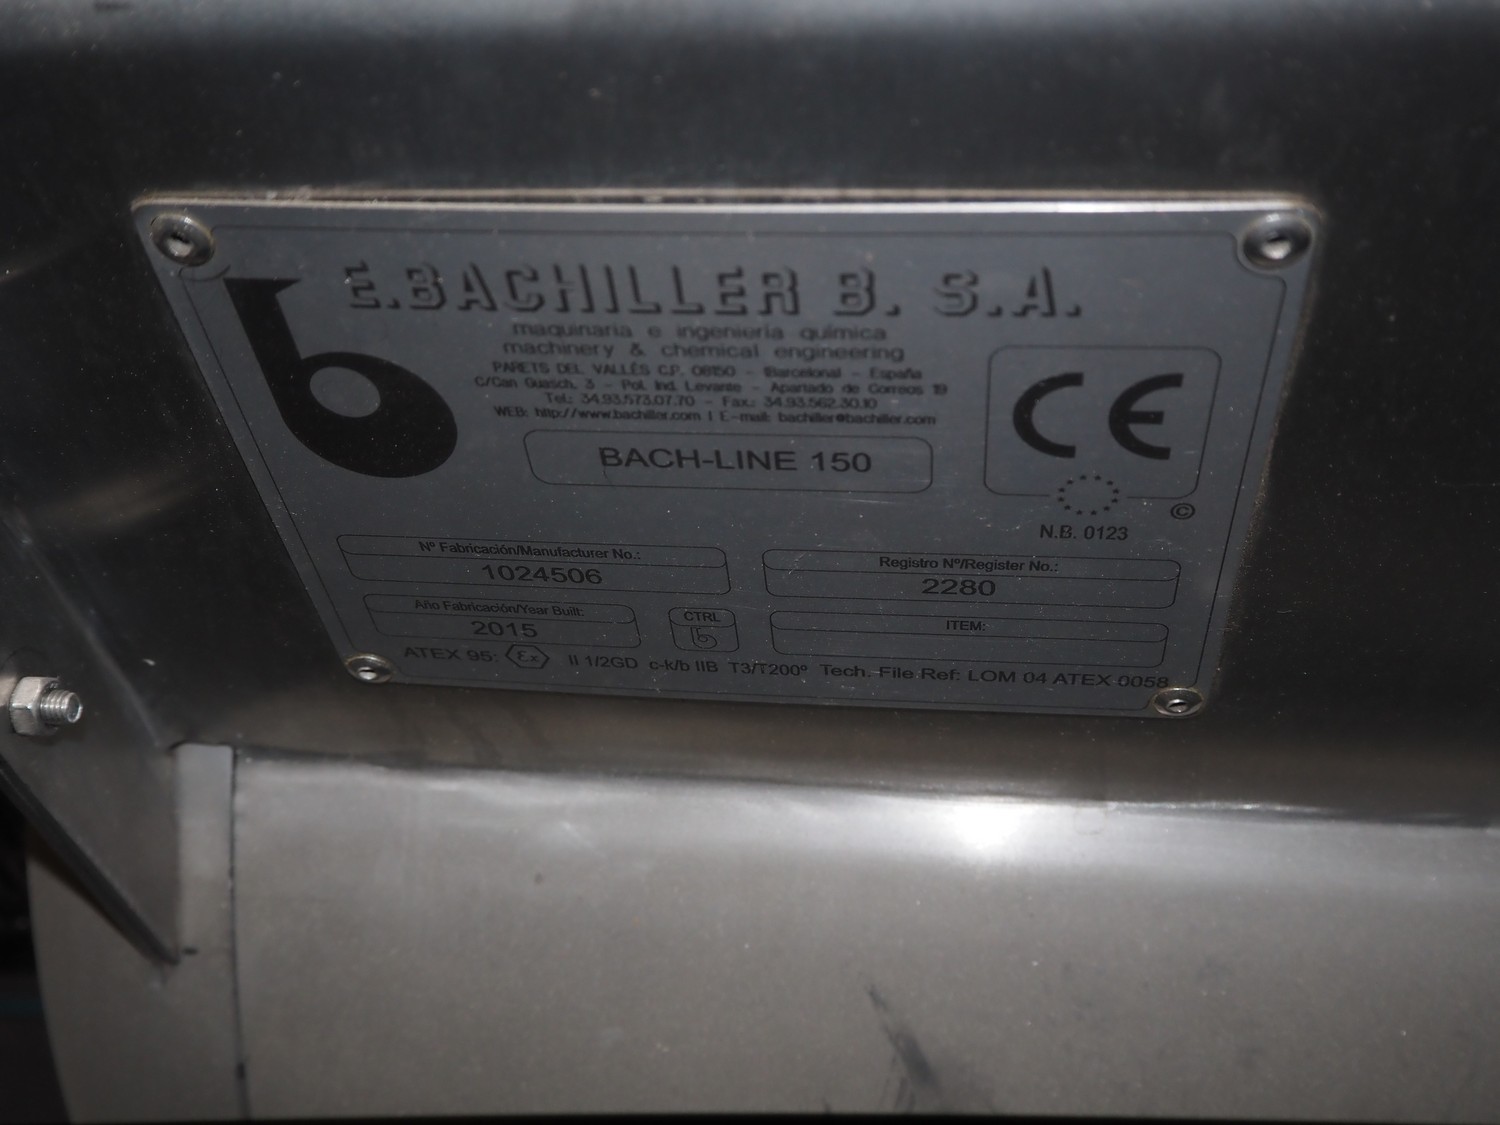 E.BACHILLER B. S.A.
maquinaria e ingeniería química
machinery & chemical engineering
PARETS DEL VALLÉS C.P. 08150 - (Barcelona) - España
C/Can Guasch, 3 - Pol. Ind. Levante - Apartado de Correos 19
Tel.: 34.93.573.07.70 - Fax.: 34.93.562.30.10
WEB: http://www.bachiller.com | E-mail: bachiller@bachiller.com
BACH-LINE 150
CE
©
N.B. 0123
Nº Fabricación/Manufacturer No.:
1024506
Registro Nº/Register No.:
2280
Año Fabricación/Year Built:
2015
CTRL
ITEM:
ATEX 95: Ex II 1/2GD c-k/b IIB T3/T200º Tech. File Ref: LOM 04 ATEX 0058